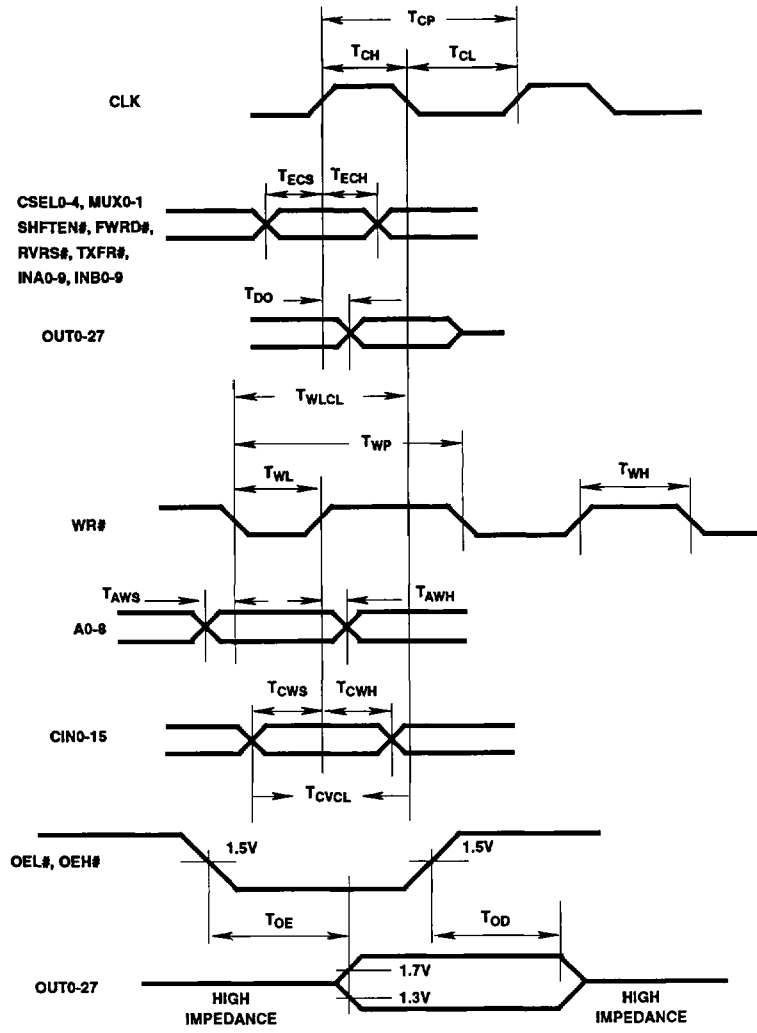 TCP
TCH
TCL
CLK
TECS
TECH
CSEL0-4, MUX0-1
SHFTEN#, FWRD#,
RVRS#, TXFR#,
INA0-9, INB0-9
TDO
OUT0-27
TWLCL
TWP
TWL
TWH
WR#
TAWS
TAWH
A0-8
TCWS
TCWH
CIN0-15
TCVCL
1.5V
1.5V
OEL#, OEH#
TOE
TOD
1.7V
OUT0-27
1.3V
HIGH
IMPEDANCE
HIGH
IMPEDANCE